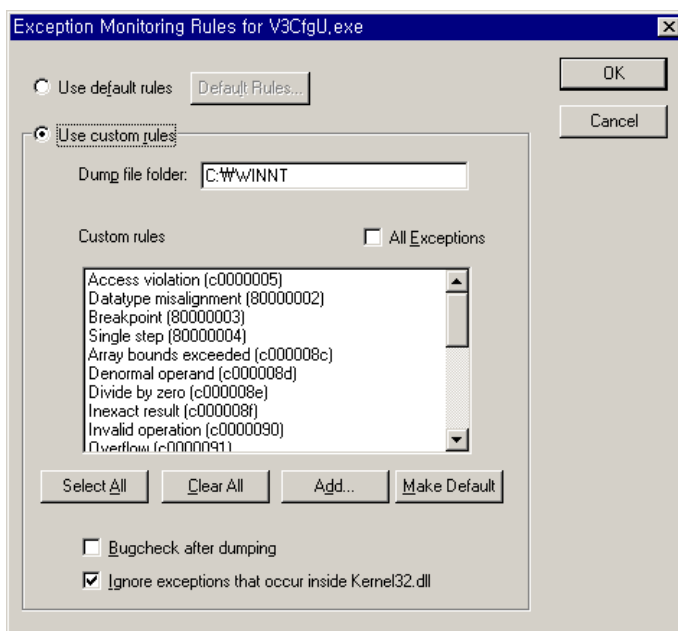 Exception Monitoring Rules for V3CfgU.exe
OK
Use default rules
Default Rules...
Cancel
Use custom rules
Dump file folder:
C:₩WINNT
Custom rules
All Exceptions
Access violation (c0000005)
Datatype misalignment (80000002)
Breakpoint (80000003)
Single step (80000004)
Array bounds exceeded (c000008c)
Denormal operand (c000008d)
Divide by zero (c000008e)
Inexact result (c000008f)
Invalid operation (c0000090)
Overflow (c0000091)
Select All
Clear All
Add...
Make Default
Bugcheck after dumping
Ignore exceptions that occur inside Kernel32.dll